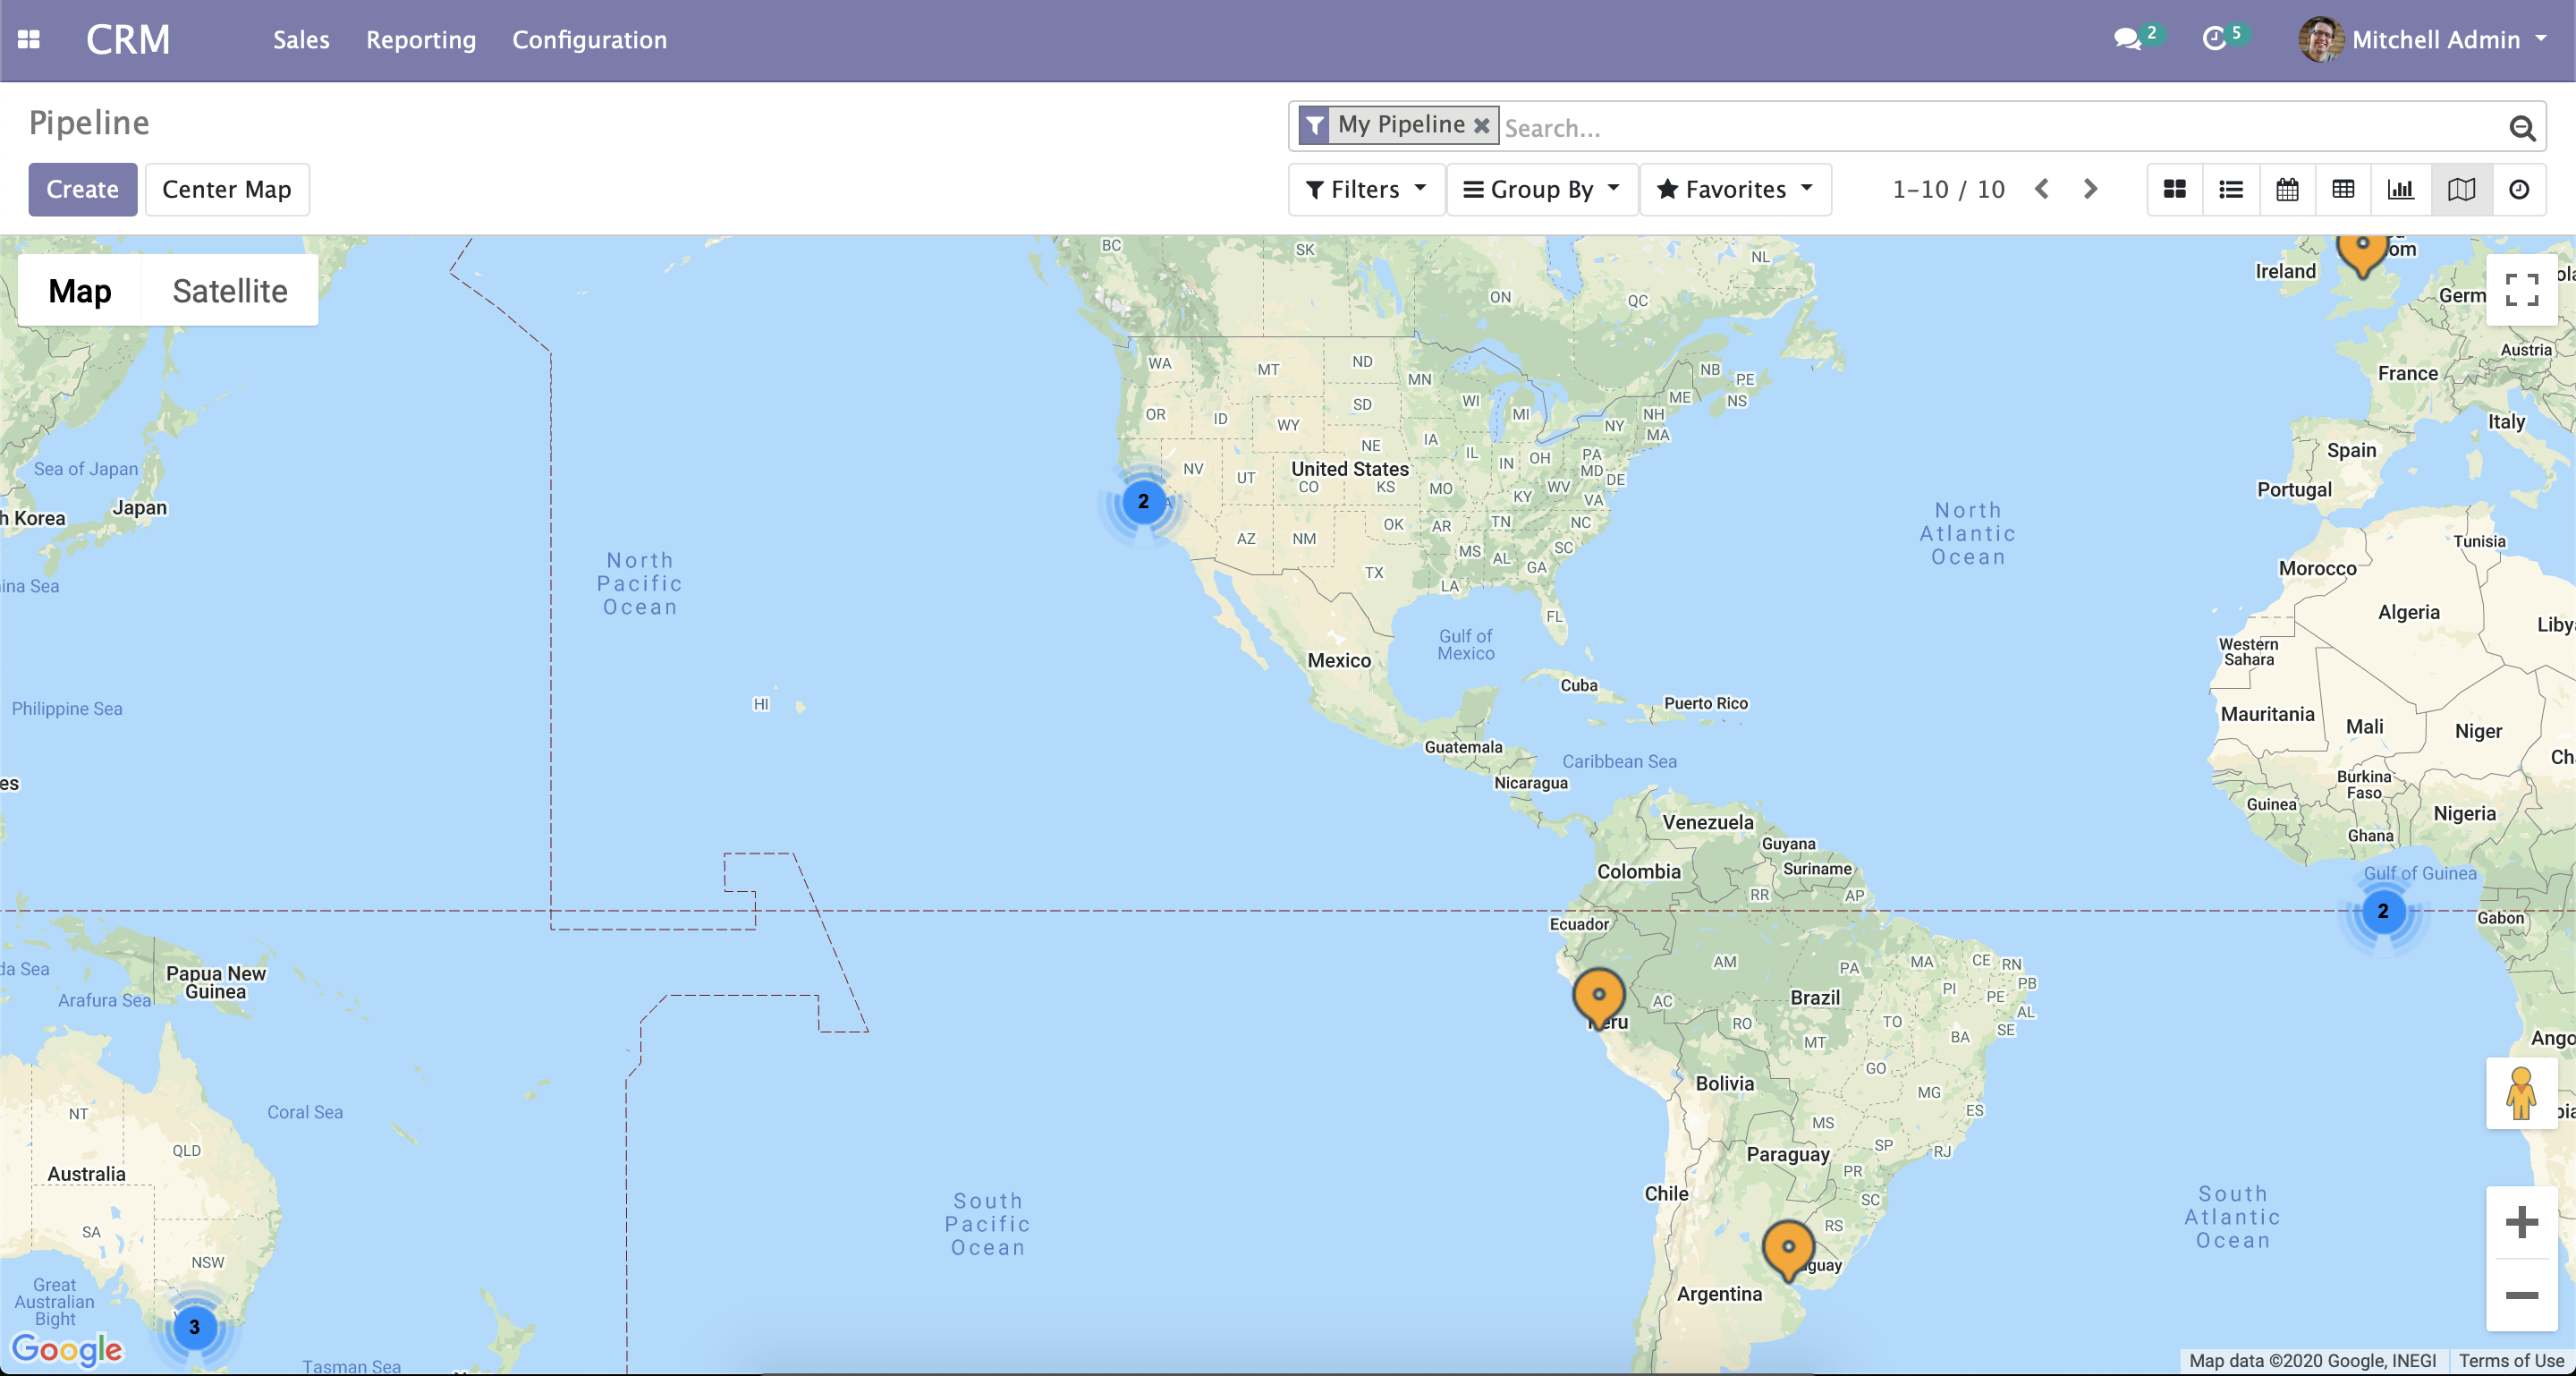 CRM
Sales
Reporting
Configuration
2
5
Mitchell Admin
Pipeline
My Pipeline
Search...
Create
Center Map
Filters
Group By
Favorites
1-10 / 10
Map
Satellite
BC
SK
NL
ON
QC
Ireland
om
Germ
Austria
France
Italy
Spain
Portugal
WA
MT
ND
MN
NB
PE
NS
ME
OR
ID
SD
WI
MI
NH
NY
MA
WY
NE
IA
IL
IN
OH
PA
MD
DE
NV
UT
United States
CO
KS
MO
KY
WV
VA
2
AZ
NM
OK
AR
TN
NC
MS
AL
SC
GA
TX
LA
FL
Sea of Japan
Japan
h Korea
ina Sea
North
Pacific
Ocean
North
Atlantic
Ocean
Tunisia
Morocco
Algeria
Liby
Western
Sahara
Gulf of
Mexico
Mexico
Cuba
Puerto Rico
HI
Philippine Sea
Mauritania
Mali
Niger
Ch
Guatemala
Caribbean Sea
Nicaragua
es
Burkina
Faso
Guinea
Nigeria
Ghana
Gulf of Guinea
2
Gabon
Venezuela
Guyana
Colombia
Suriname
RR
AP
Ecuador
AM
PA
MA
CE
RN
PB
PI
PE
AL
SE
AC
Brazil
eru
RO
TO
MT
BA
Ango
GO
Bolivia
MG
ES
MS
SP
RJ
Paraguay
PR
Chile
SC
RS
guay
Argentina
da Sea
Papua New
Guinea
Arafura Sea
NT
Coral Sea
QLD
Australia
SA
NSW
Great
Australian
Bight
3
South
Pacific
Ocean
South
Atlantic
Ocean
Google
Tasman Sea
Map data ©2020 Google, INEGI
Terms of Use